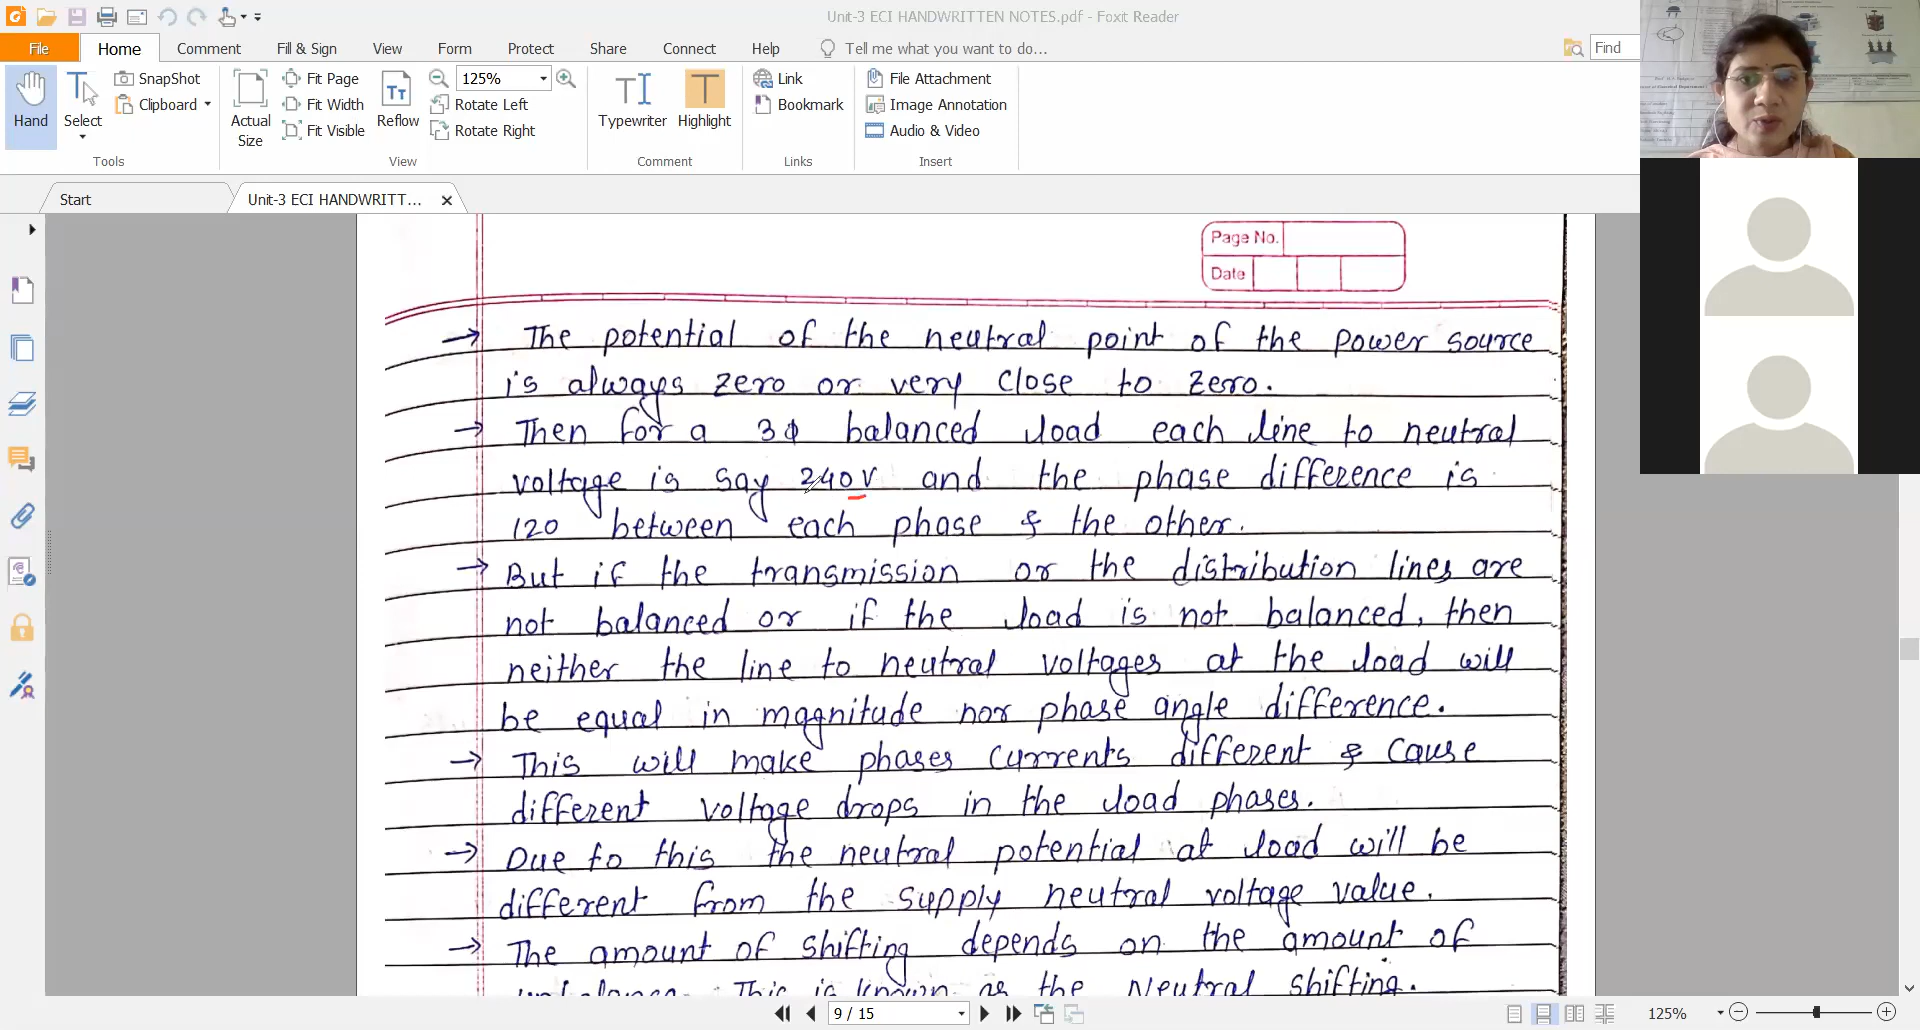 Unit-3 ECI HANDWRITTEN NOTES.pdf - Foxit Reader
File Home Comment Fill & Sign View Form Protect Share Connect Help Tell me what you want to do... Find
SnapShot Fit Page 125% Link File Attachment
Clipboard Fit Width Rotate Left Bookmark Image Annotation
Hand Select Actual Size Fit Visible Reflow Rotate Right Typewriter Highlight Audio & Video
Tools View Comment Links Insert
Start Unit-3 ECI HANDWRITT...
Page No.
Date
→ The potential of the neutral point of the power source
is always zero or very close to zero.
→ Then for a 3ϕ balanced load each line to neutral
voltage is say 240V and the phase difference is
120 between each phase & the other.
→ But if the transmission or the distribution lines are
not balanced or if the load is not balanced, then
neither the line to neutral voltages at the load will
be equal in magnitude nor phase angle difference.
→ This will make phases currents different & cause
different voltage drops in the load phases.
→ Due to this the neutral potential at load will be
different from the supply neutral voltage value.
→ The amount of shifting depends on the amount of
This is known as the Neutral shifting.
9 / 15 125%